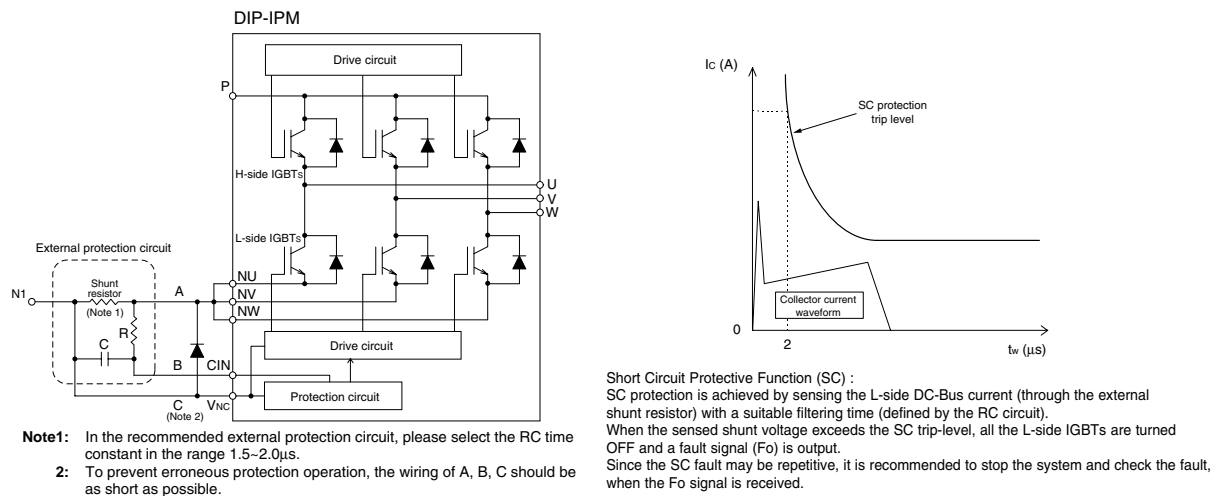 DIP-IPM
Drive circuit
P
H-side IGBTS
U
V
W
L-side IGBTS
External protection circuit
NU
N1
Shunt
resistor
(Note 1)
A
NV
NW
R
Drive circuit
C
B
CIN
Protection circuit
C
(Note 2)
VNC
Note1: In the recommended external protection circuit, please select the RC time
constant in the range 1.5~2.0μs.
2: To prevent erroneous protection operation, the wiring of A, B, C should be
as short as possible.
IC (A)
SC protection
trip level
Collector current
waveform
0
2
tw (μs)
Short Circuit Protective Function (SC) :
SC protection is achieved by sensing the L-side DC-Bus current (through the external
shunt resistor) with a suitable filtering time (defined by the RC circuit).
When the sensed shunt voltage exceeds the SC trip-level, all the L-side IGBTs are turned
OFF and a fault signal (Fo) is output.
Since the SC fault may be repetitive, it is recommended to stop the system and check the fault,
when the Fo signal is received.